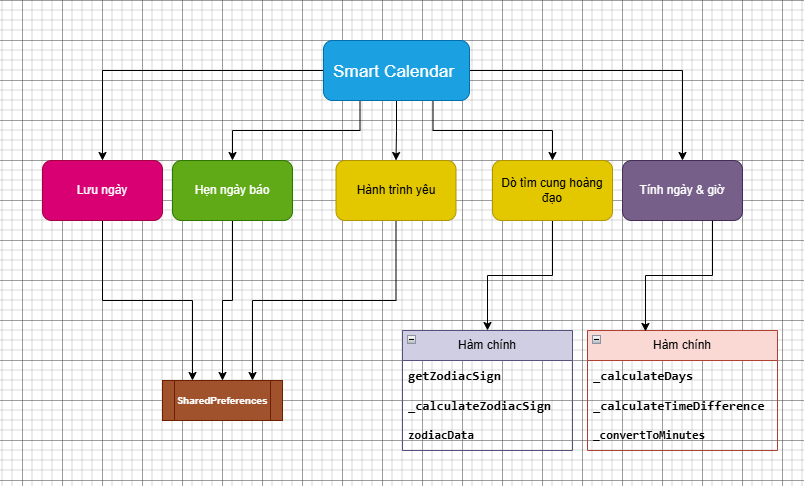 Smart Calendar
Lưu ngày
Hẹn ngày báo
Hành trình yêu
Dò tìm cung hoàng
đạo
Tính ngày & giờ
Hàm chính
getZodiacSign
_calculateZodiacSign
zodiacData
Hàm chính
_calculateDays
_calculateTimeDifference
_convertToMinutes
SharedPreferences